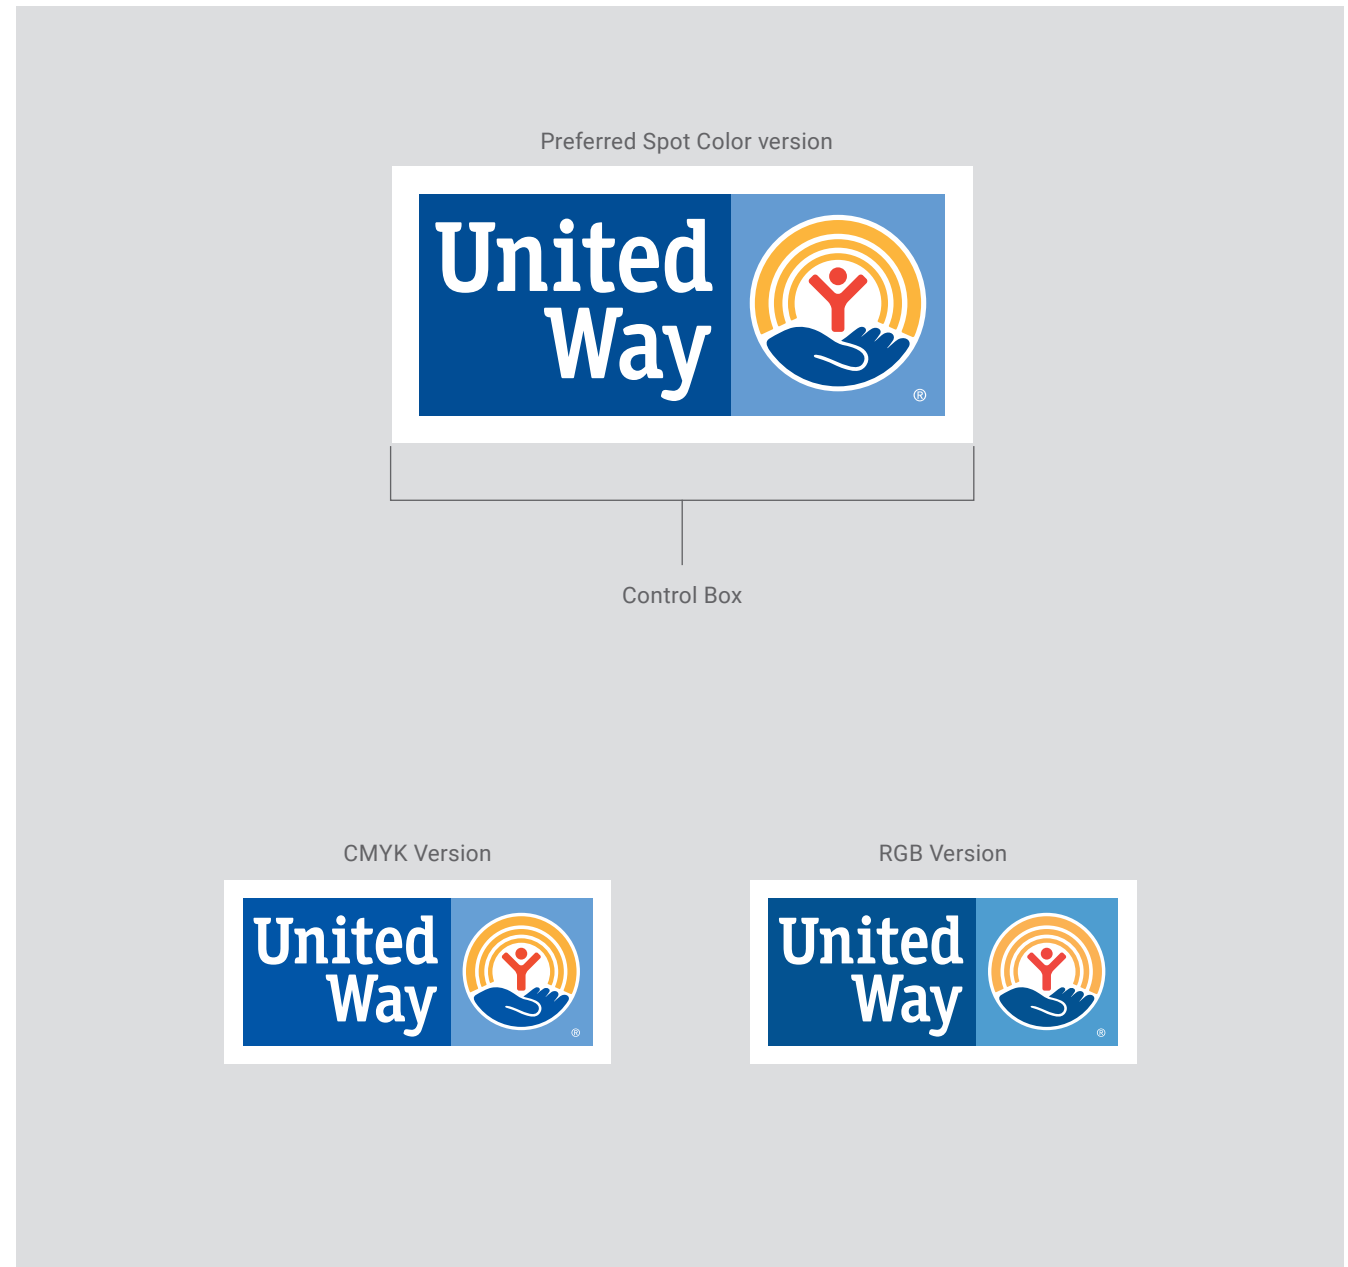 Preferred Spot Color version
United
Way
®
Control Box
CMYK Version
United
Way
®
RGB Version
United
Way
®